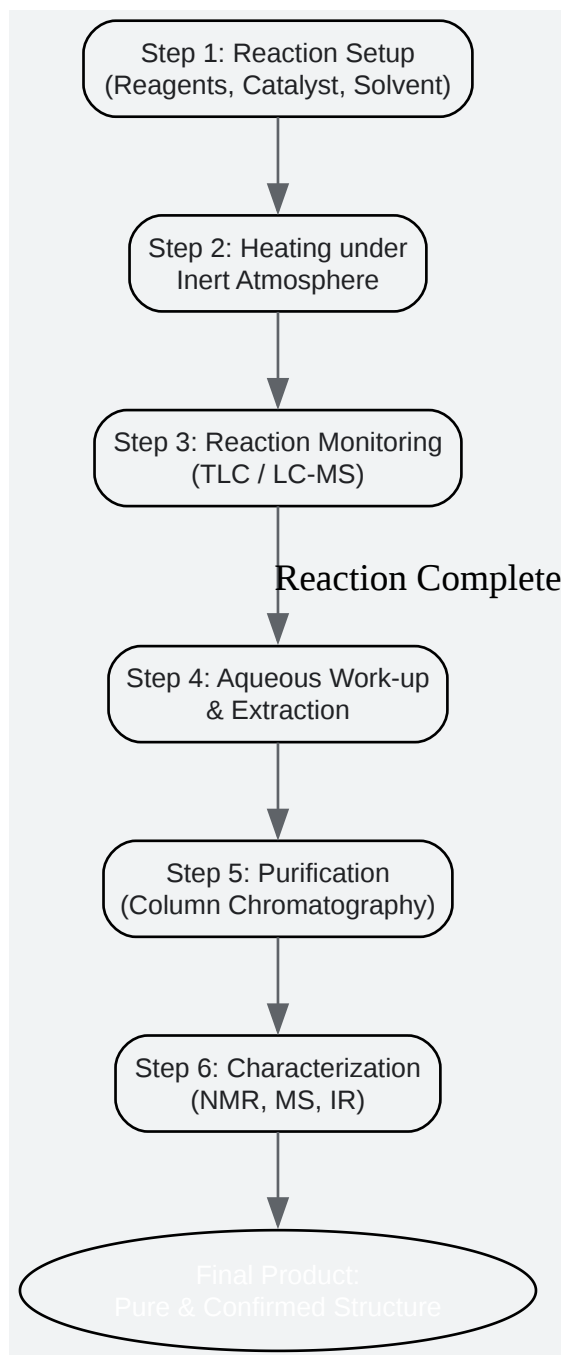 Step 1: Reaction Setup
(Reagents, Catalyst, Solvent)
Step 2: Heating under
Inert Atmosphere
Step 3: Reaction Monitoring
(TLC / LC-MS)
Reaction Complete
Step 4: Aqueous Work-up
& Extraction
Step 5: Purification
(Column Chromatography)
Step 6: Characterization
(NMR, MS, IR)
Final Product:
Pure & Confirmed Structure